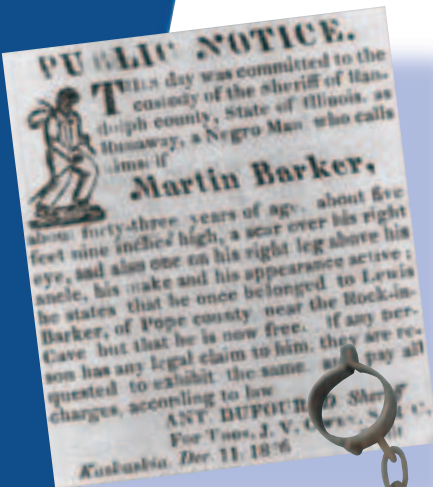 PUBLIC NOTICE.
THIS day was committed to the
custody of the Sheriff of Ran-
dolph county, State of Illinois, as
Runaway, a Negro Man who calls
himself
Martin Barker,
about forty-three years of age, about five
feet nine inches high, a scar over his right
eye, and also one on his right leg above his
ancle, his make and his appearance active;
he states that he once belonged to Lewis
Barker, of Pope county near the Rock-in-
Cave but that he is now free. if any per-
son has any legal claim to him, they are re-
quested to exhibit the same and pay all
charges, according to law
ANT. DUFOUR Sheriff
For J. V.
Kaskaskia Dec. 11